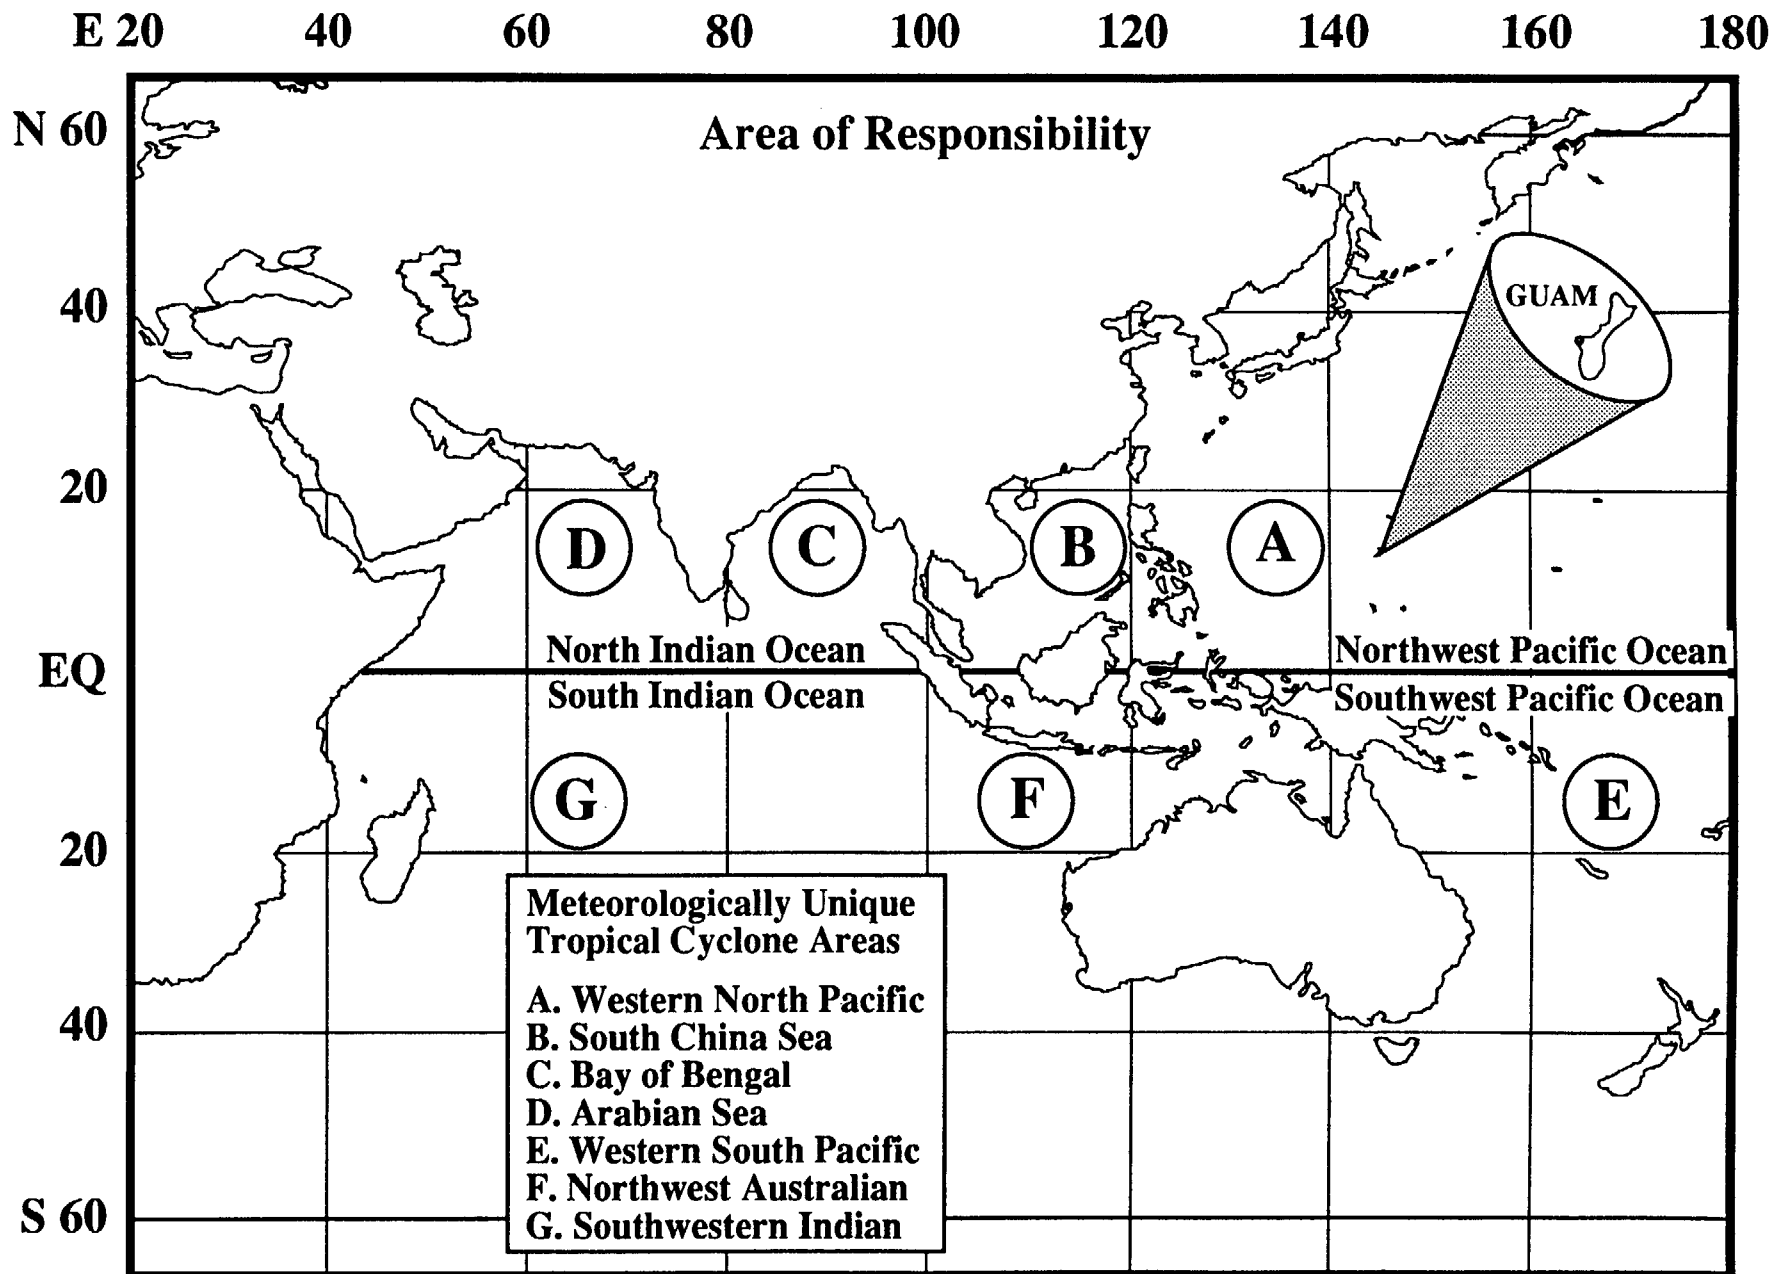 E 20 40 60 80 100 120 140 160 180
N 60
Area of Responsibility
40
GUAM
20
D C B A
North Indian Ocean
Northwest Pacific Ocean
EQ
South Indian Ocean
Southwest Pacific Ocean
G F E
20
Meteorologically Unique
Tropical Cyclone Areas
A. Western North Pacific
B. South China Sea
C. Bay of Bengal
D. Arabian Sea
E. Western South Pacific
F. Northwest Australian
G. Southwestern Indian
40
S 60